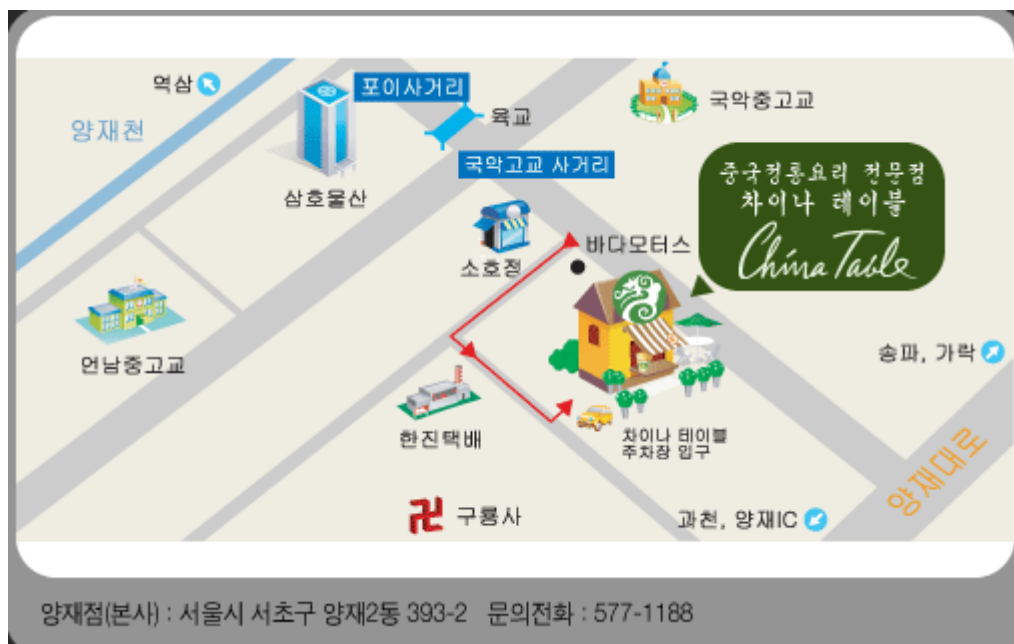 역삼
양재천
포이사거리
육교
국악중고교
삼호물산
국악고교 사거리
중국정통요리 전문점
차이나 테이블
China Table
소호정
바다모터스
언남중고교
송파, 가락
한진택배
차이나 테이블
주차장 입구
양재대로
구룡사
과천, 양재IC
양재점(본사) : 서울시 서초구 양재2동 393-2 문의전화 : 577-1188